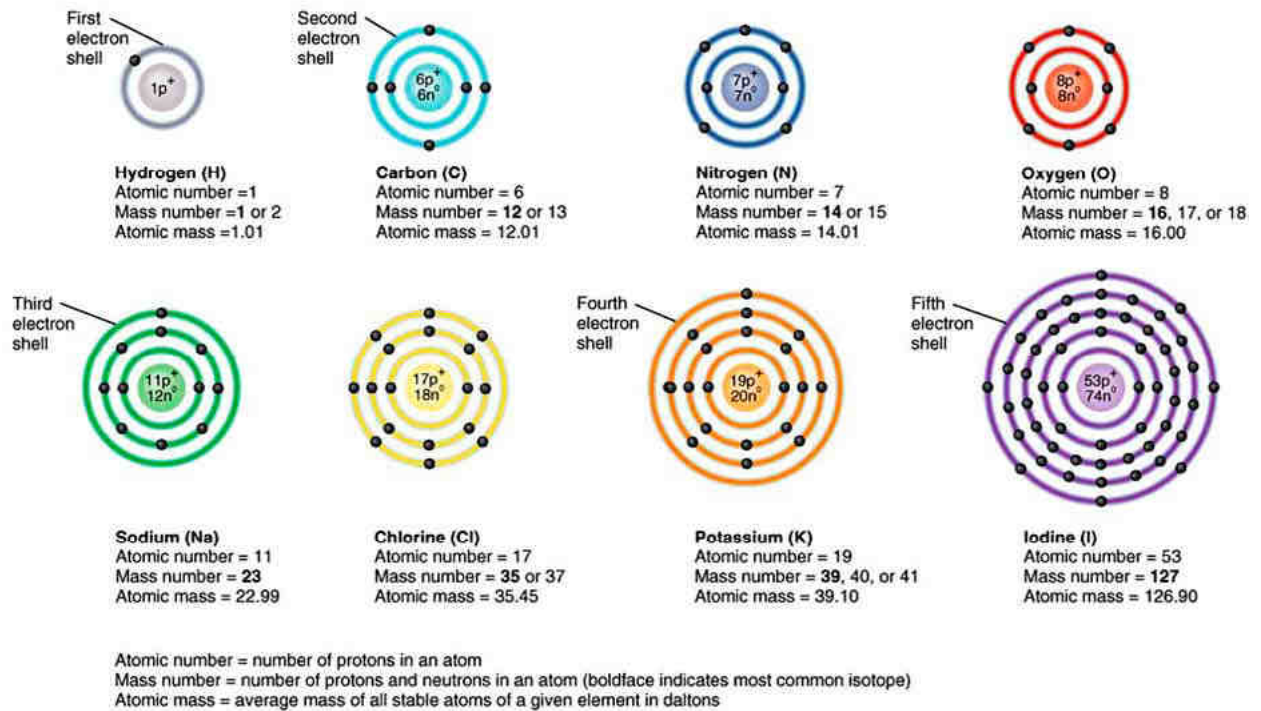 First
electron
shell
1p+
Hydrogen (H)
Atomic number =1
Mass number =1 or 2
Atomic mass =1.01
Second
electron
shell
6p+
6n0
Carbon (C)
Atomic number = 6
Mass number = 12 or 13
Atomic mass = 12.01
7p+
7n0
Nitrogen (N)
Atomic number = 7
Mass number = 14 or 15
Atomic mass = 14.01
8p+
8n0
Oxygen (O)
Atomic number = 8
Mass number = 16, 17, or 18
Atomic mass = 16.00
Third
electron
shell
11p+
12n0
Sodium (Na)
Atomic number = 11
Mass number = 23
Atomic mass = 22.99
17p+
18n0
Chlorine (Cl)
Atomic number = 17
Mass number = 35 or 37
Atomic mass = 35.45
Fourth
electron
shell
19p+
20n0
Potassium (K)
Atomic number = 19
Mass number = 39, 40, or 41
Atomic mass = 39.10
Fifth
electron
shell
53p+
74n0
Iodine (I)
Atomic number = 53
Mass number = 127
Atomic mass = 126.90
Atomic number = number of protons in an atom
Mass number = number of protons and neutrons in an atom (boldface indicates most common isotope)
Atomic mass = average mass of all stable atoms of a given element in daltons